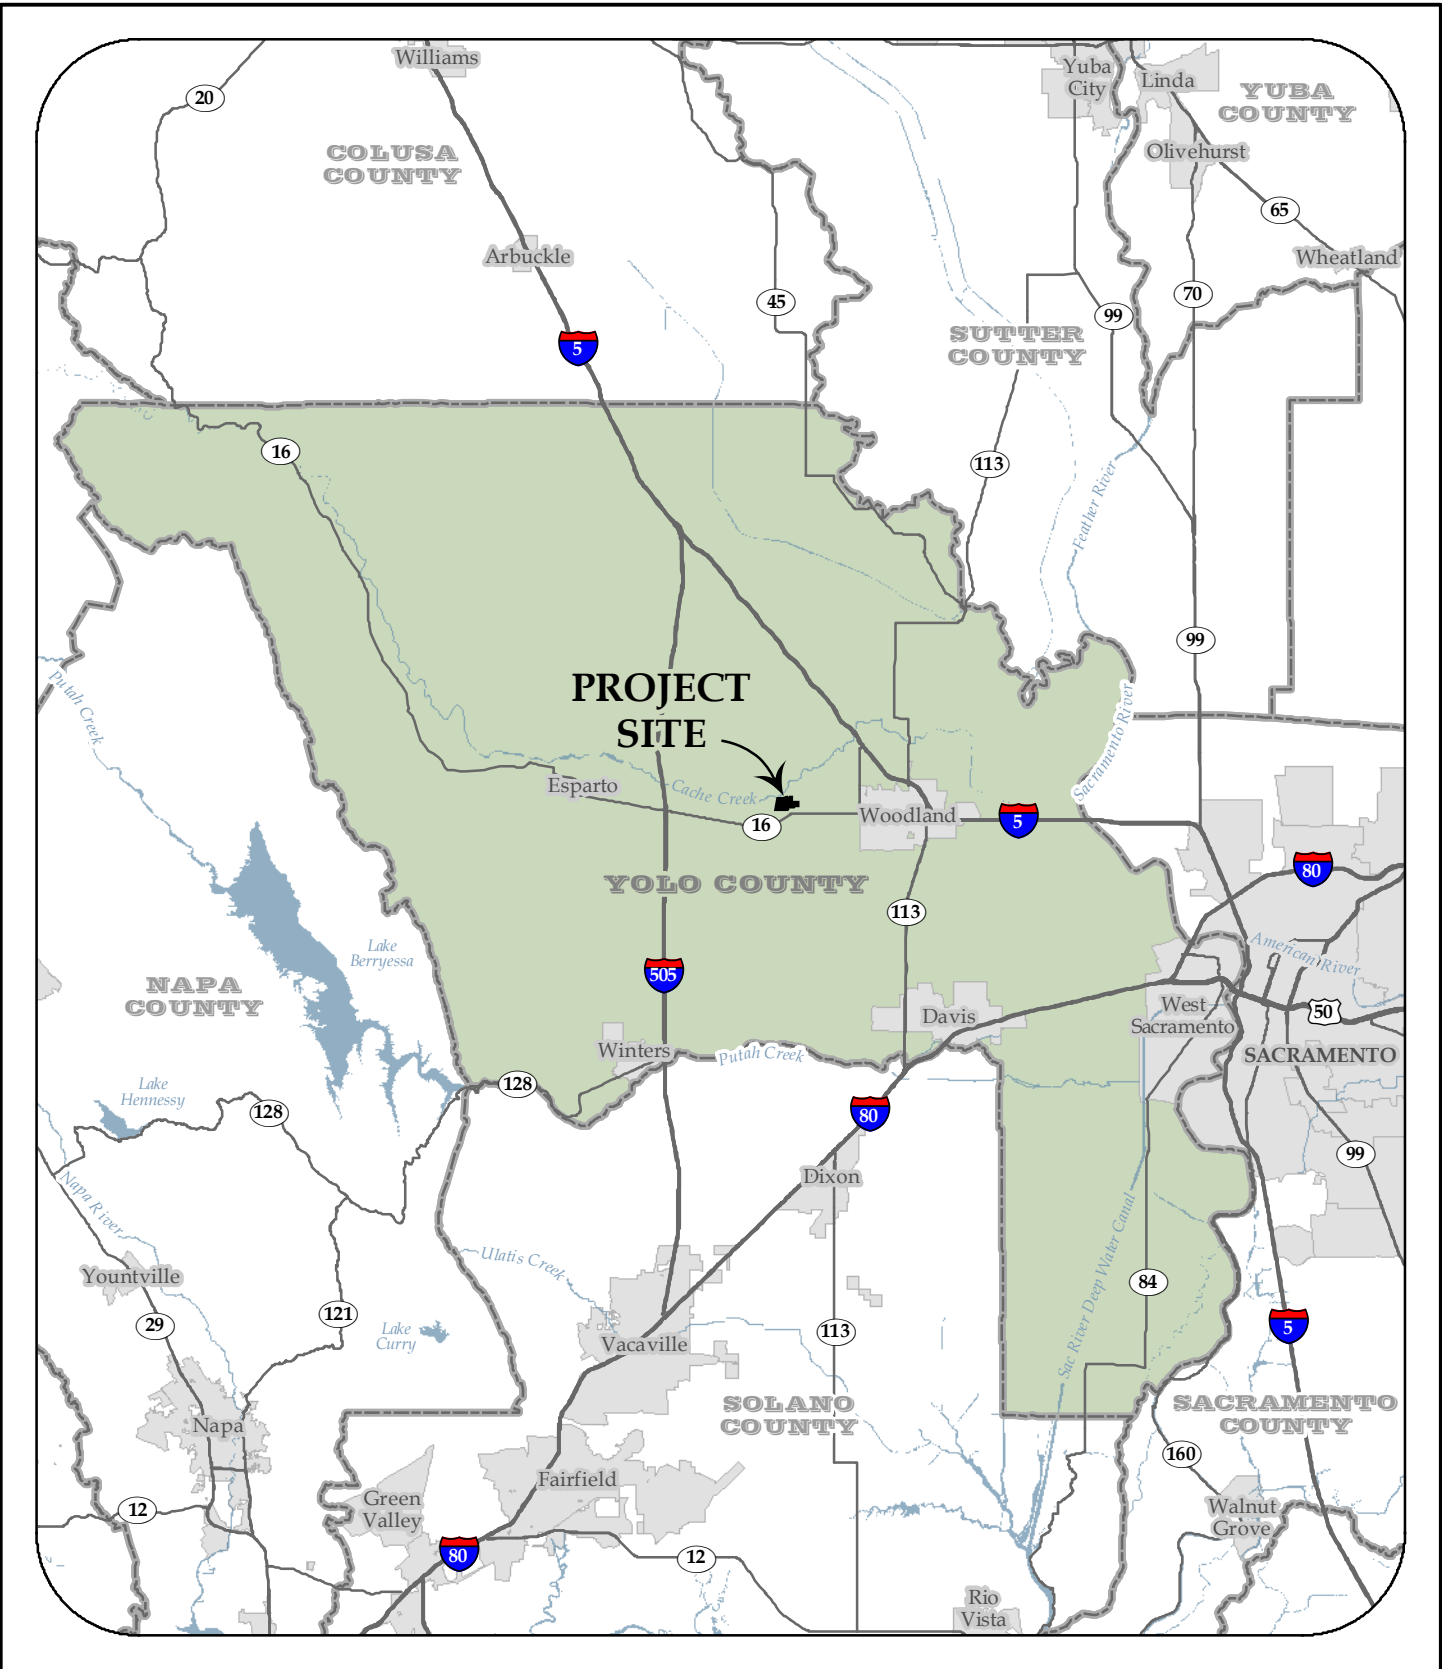 Williams
Yuba
City
Linda
YUBA
COUNTY
20
COLUSA
COUNTY
Olivehurst
65
Arbuckle
Wheatland
45
70
99
5
SUTTER
COUNTY
16
113
Feather River
99
Putah Creek
PROJECT
SITE
Sacramento River
Esparto
Cache Creek
16
Woodland
5
80
YOLO COUNTY
113
Lake
Berryessa
American River
505
NAPA
COUNTY
Davis
West
Sacramento
50
Winters
Putah Creek
SACRAMENTO
128
Lake
Hennessy
128
80
99
Dixon
Napa River
Sac River Deep Water Canal
Ulatis Creek
Yountville
84
121
29
Lake
Curry
113
5
Vacaville
SOLANO
COUNTY
SACRAMENTO
COUNTY
Napa
160
Fairfield
Green
Valley
12
Walnut
Grove
80
12
Rio
Vista